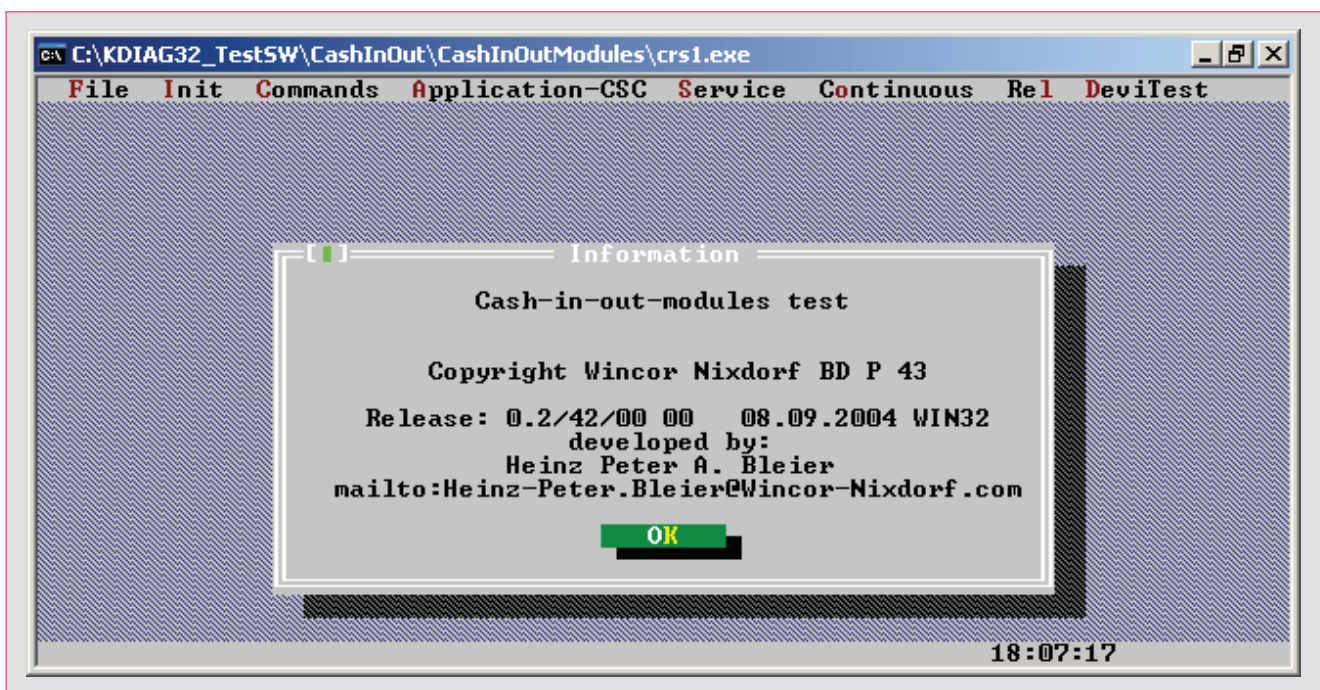 C:\KDIAG32_TestSW\CashInOut\CashInOutModules\crs1.exe
File Init Commands Application-CSC Service Continuous Rel DeviTest
Information
Cash-in-out-modules test
Copyright Wincor Nixdorf BD P 43
Release: 0.2/42/00 00 08.09.2004 WIN32
developed by:
Heinz Peter A. Bleier
mailto:Heinz-Peter.Bleier@Wincor-Nixdorf.com
OK
18:07:17